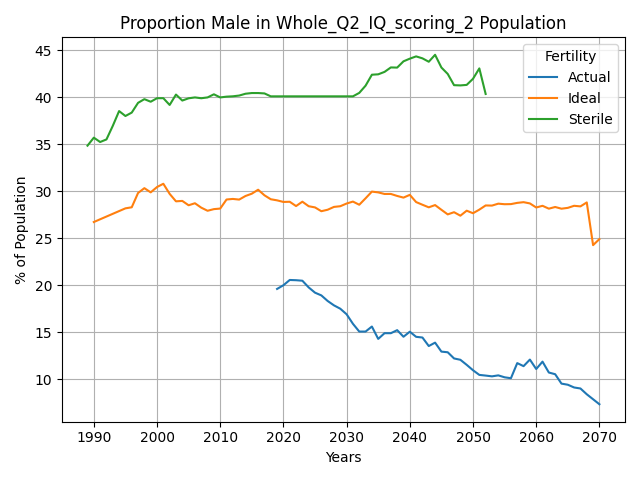 Proportion Male in Whole_Q2_IQ_scoring_2 Population
Fertility
Actual
Ideal
Sterile
% of Population
45
40
35
30
25
20
15
10
1990 2000 2010 2020 2030 2040 2050 2060 2070
Years